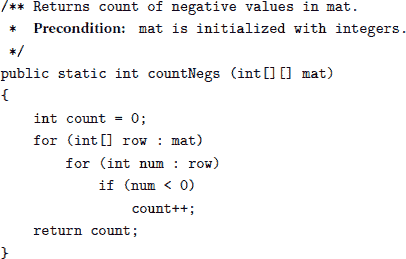 /** Returns count of negative values in mat.
 *  Precondition: mat is initialized with integers.
 */
public static int countNegs (int[][] mat)
{
    int count = 0;
    for (int[] row : mat)
        for (int num : row)
            if (num < 0)
                count++;
    return count;
}